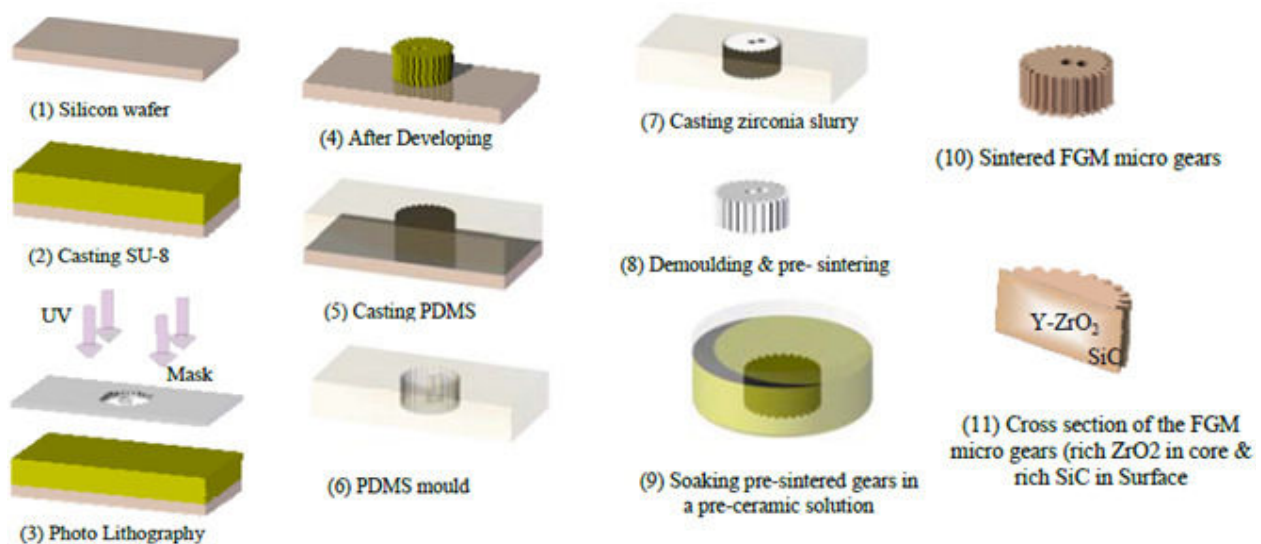 (1) Silicon wafer
(2) Casting SU-8
UV
Mask
(3) Photo Lithography
(4) After Developing
(5) Casting PDMS
(6) PDMS mould
(7) Casting zirconia slurry
(8) Demoulding & pre- sintering
(9) Soaking pre-sintered gears in
a pre-ceramic solution
(10) Sintered FGM micro gears
Y-ZrO₂
SiC
(11) Cross section of the FGM
micro gears (rich ZrO2 in core &
rich SiC in Surface